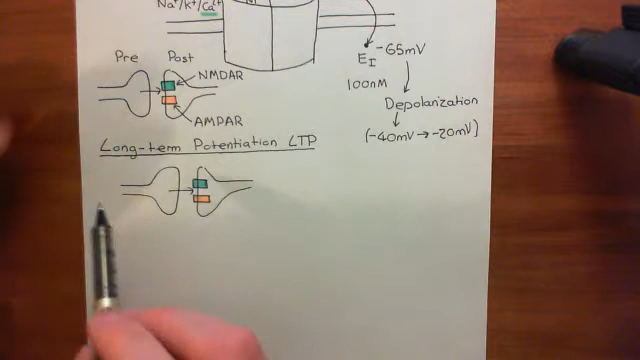 Na⁺/K⁺/Ca²⁺
E_I -65mV
100nM
Depolarization
(-40mV → -20mV)
Pre Post
NMDAR
AMPAR
Long-term Potentiation LTP